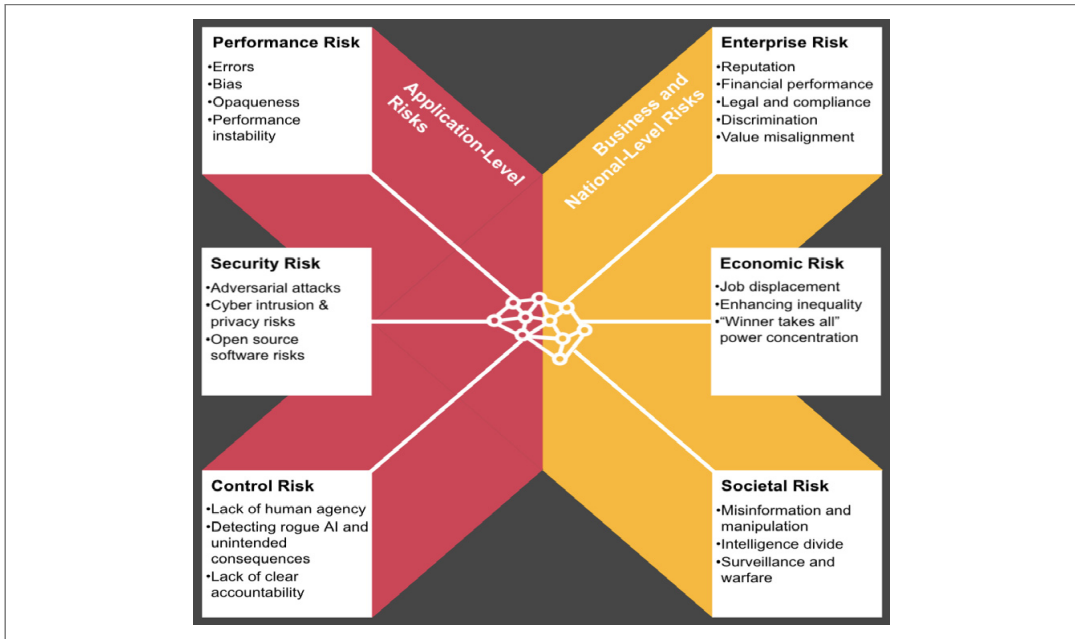 Performance Risk
•Errors
•Bias
•Opaqueness
•Performance
instability
Application-Level
Risks
Business and
National-Level Risks
Enterprise Risk
•Reputation
•Financial performance
•Legal and compliance
•Discrimination
•Value misalignment
Security Risk
•Adversarial attacks
•Cyber intrusion &
privacy risks
•Open source
software risks
Economic Risk
•Job displacement
•Enhancing inequality
•“Winner takes all”
power concentration
Control Risk
•Lack of human agency
•Detecting rogue AI and
unintended
consequences
•Lack of clear
accountability
Societal Risk
•Misinformation and
manipulation
•Intelligence divide
•Surveillance and
warfare